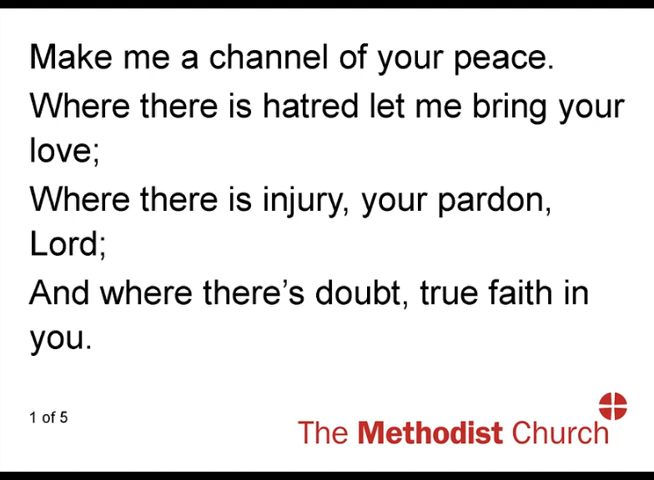 Make me a channel of your peace.
Where there is hatred let me bring your
love;
Where there is injury, your pardon,
Lord;
And where there’s doubt, true faith in
you.
1 of 5
The Methodist Church